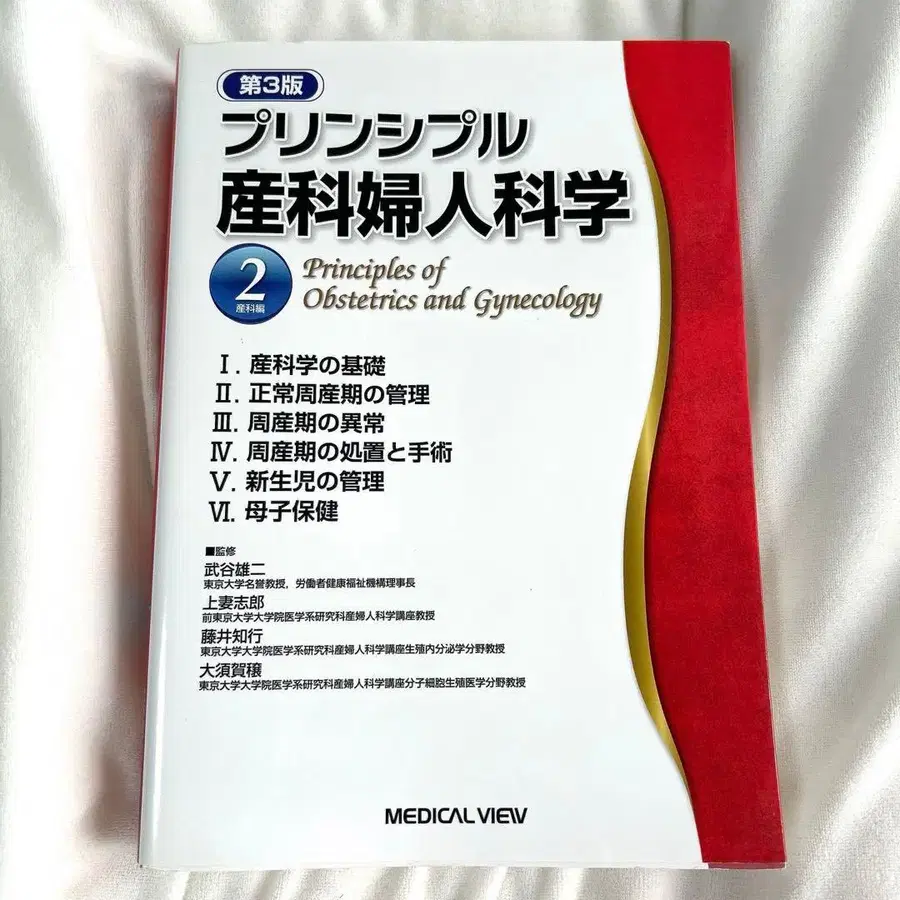 第3版
プリンシプル
産科婦人科学
2
産科編
Principles of
Obstetrics and Gynecology
Ⅰ. 産科学の基礎
Ⅱ. 正常周産期の管理
Ⅲ. 周産期の異常
Ⅳ. 周産期の処置と手術
Ⅴ. 新生児の管理
Ⅵ. 母子保健
■監修
武谷雄二
東京大学名誉教授，労働者健康福祉機構理事長
上妻志郎
前東京大学大学院医学系研究科産婦人科学講座教授
藤井知行
東京大学大学院医学系研究科産婦人科学講座生殖内分泌学分野教授
大須賀穣
東京大学大学院医学系研究科産婦人科学講座分子細胞生殖医学分野教授
MEDICAL VIEW